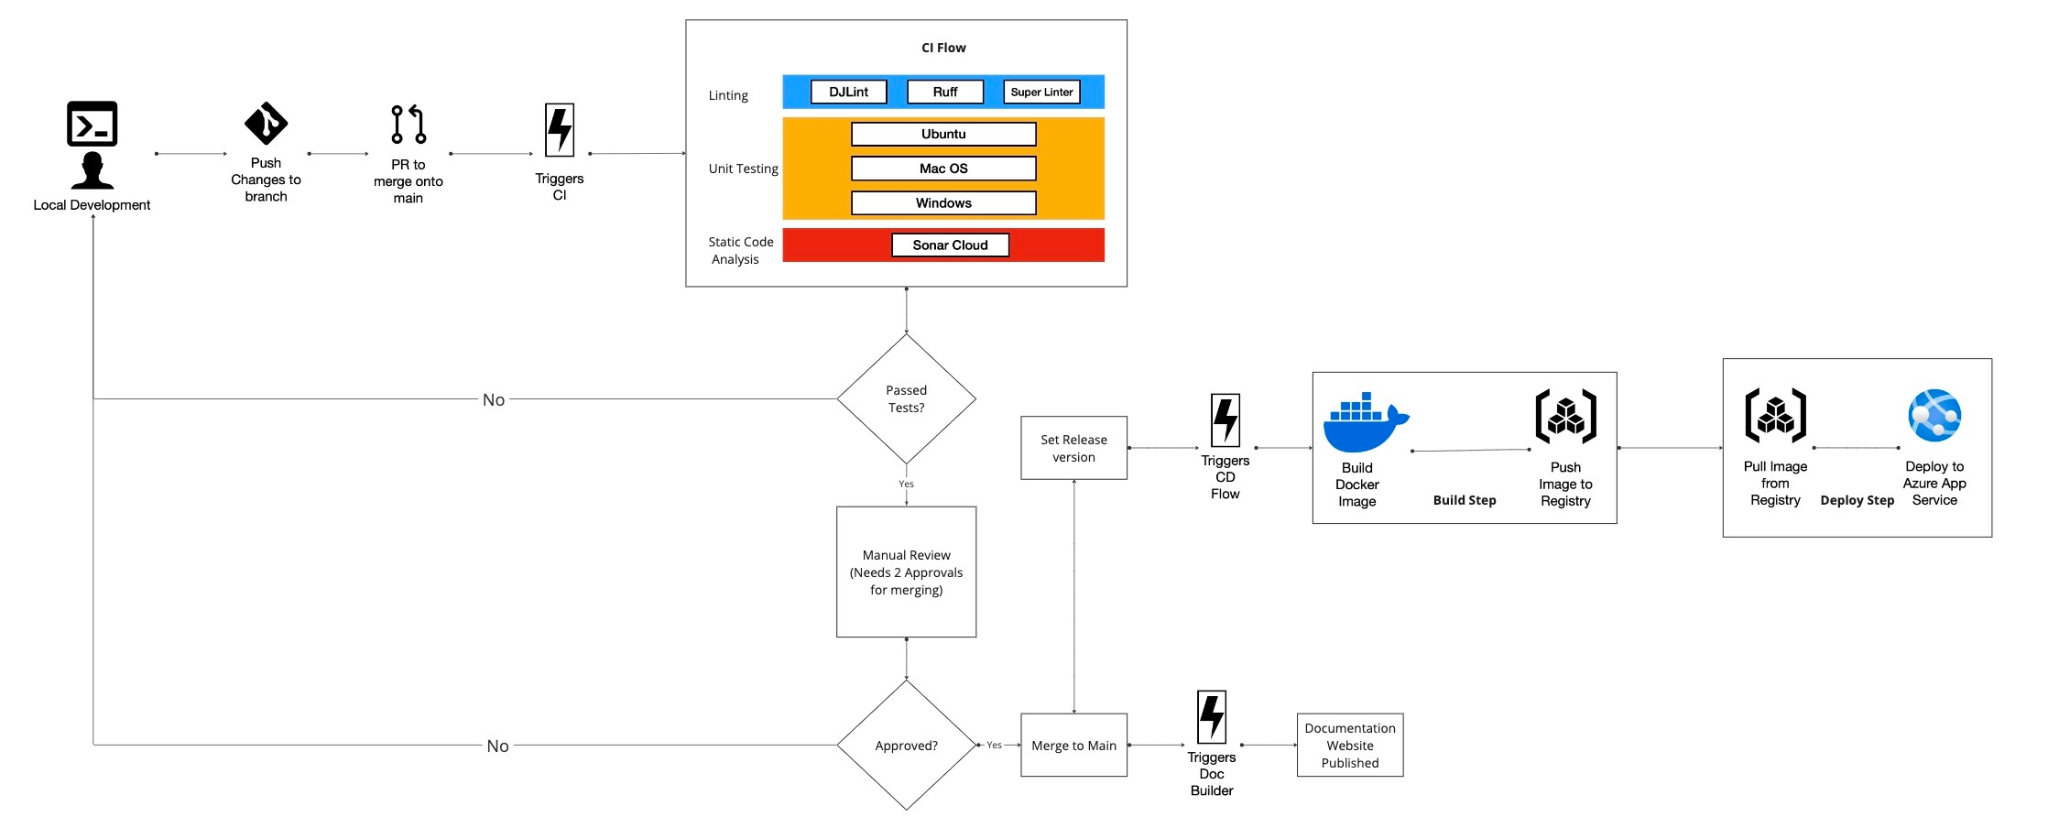 CI Flow
Linting
DJLint
Ruff
Super Linter
Unit Testing
Ubuntu
Mac OS
Windows
Static Code
Analysis
Sonar Cloud
Local Development
Push
Changes to
branch
PR to
merge onto
main
Triggers
CI
Passed
Tests?
No
Yes
Manual Review
(Needs 2 Approvals
for merging)
Approved?
No
Yes
Merge to Main
Triggers
Doc
Builder
Documentation
Website
Published
Set Release
version
Triggers
CD
Flow
Build
Docker
Image
Build Step
Push
Image to
Registry
Pull Image
from
Registry
Deploy Step
Deploy to
Azure App
Service